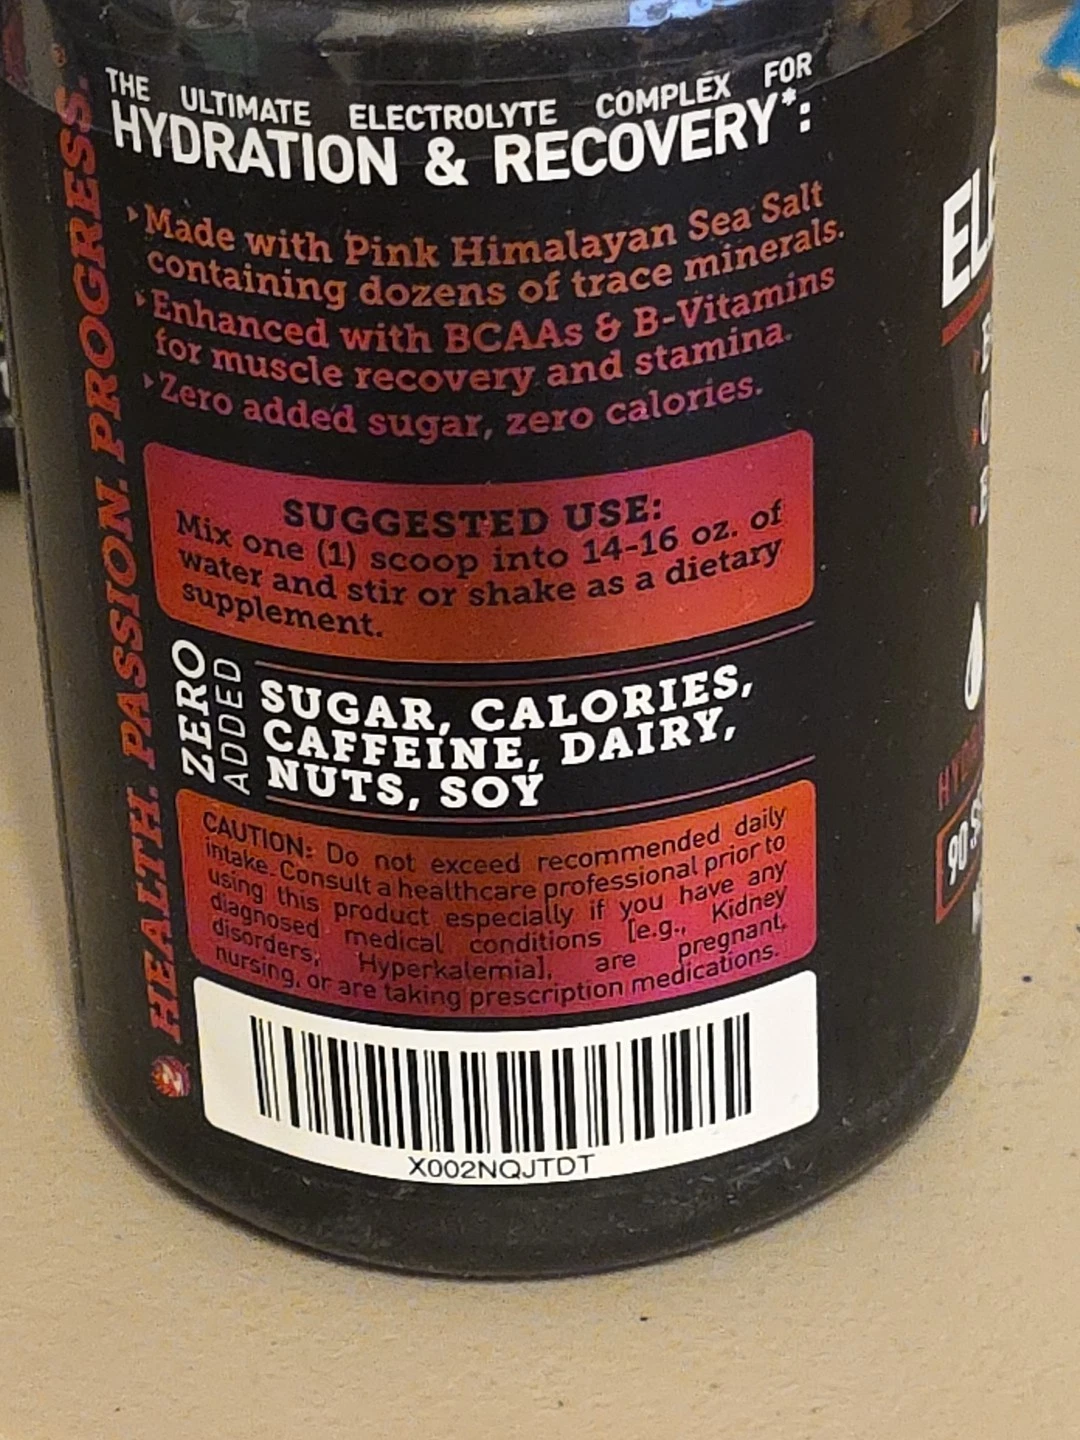 THE ULTIMATE ELECTROLYTE COMPLEX FOR
HYDRATION & RECOVERY*:
Made with Pink Himalayan Sea Salt
containing dozens of trace minerals.
Enhanced with BCAAs & B-Vitamins
for muscle recovery and stamina.
Zero added sugar, zero calories.
SUGGESTED USE:
Mix one (1) scoop into 14-16 oz. of
water and stir or shake as a dietary
supplement.
ZERO
ADDED
SUGAR, CALORIES,
CAFFEINE, DAIRY,
NUTS, SOY
CAUTION: Do not exceed recommended daily
intake. Consult a healthcare professional prior to
using this product especially if you have any
diagnosed medical conditions [e.g., Kidney
disorders, Hyperkalemia], are pregnant,
nursing, or are taking prescription medications.
X002NQJTDT
HEALTH. PASSION. PROGRESS.®
90